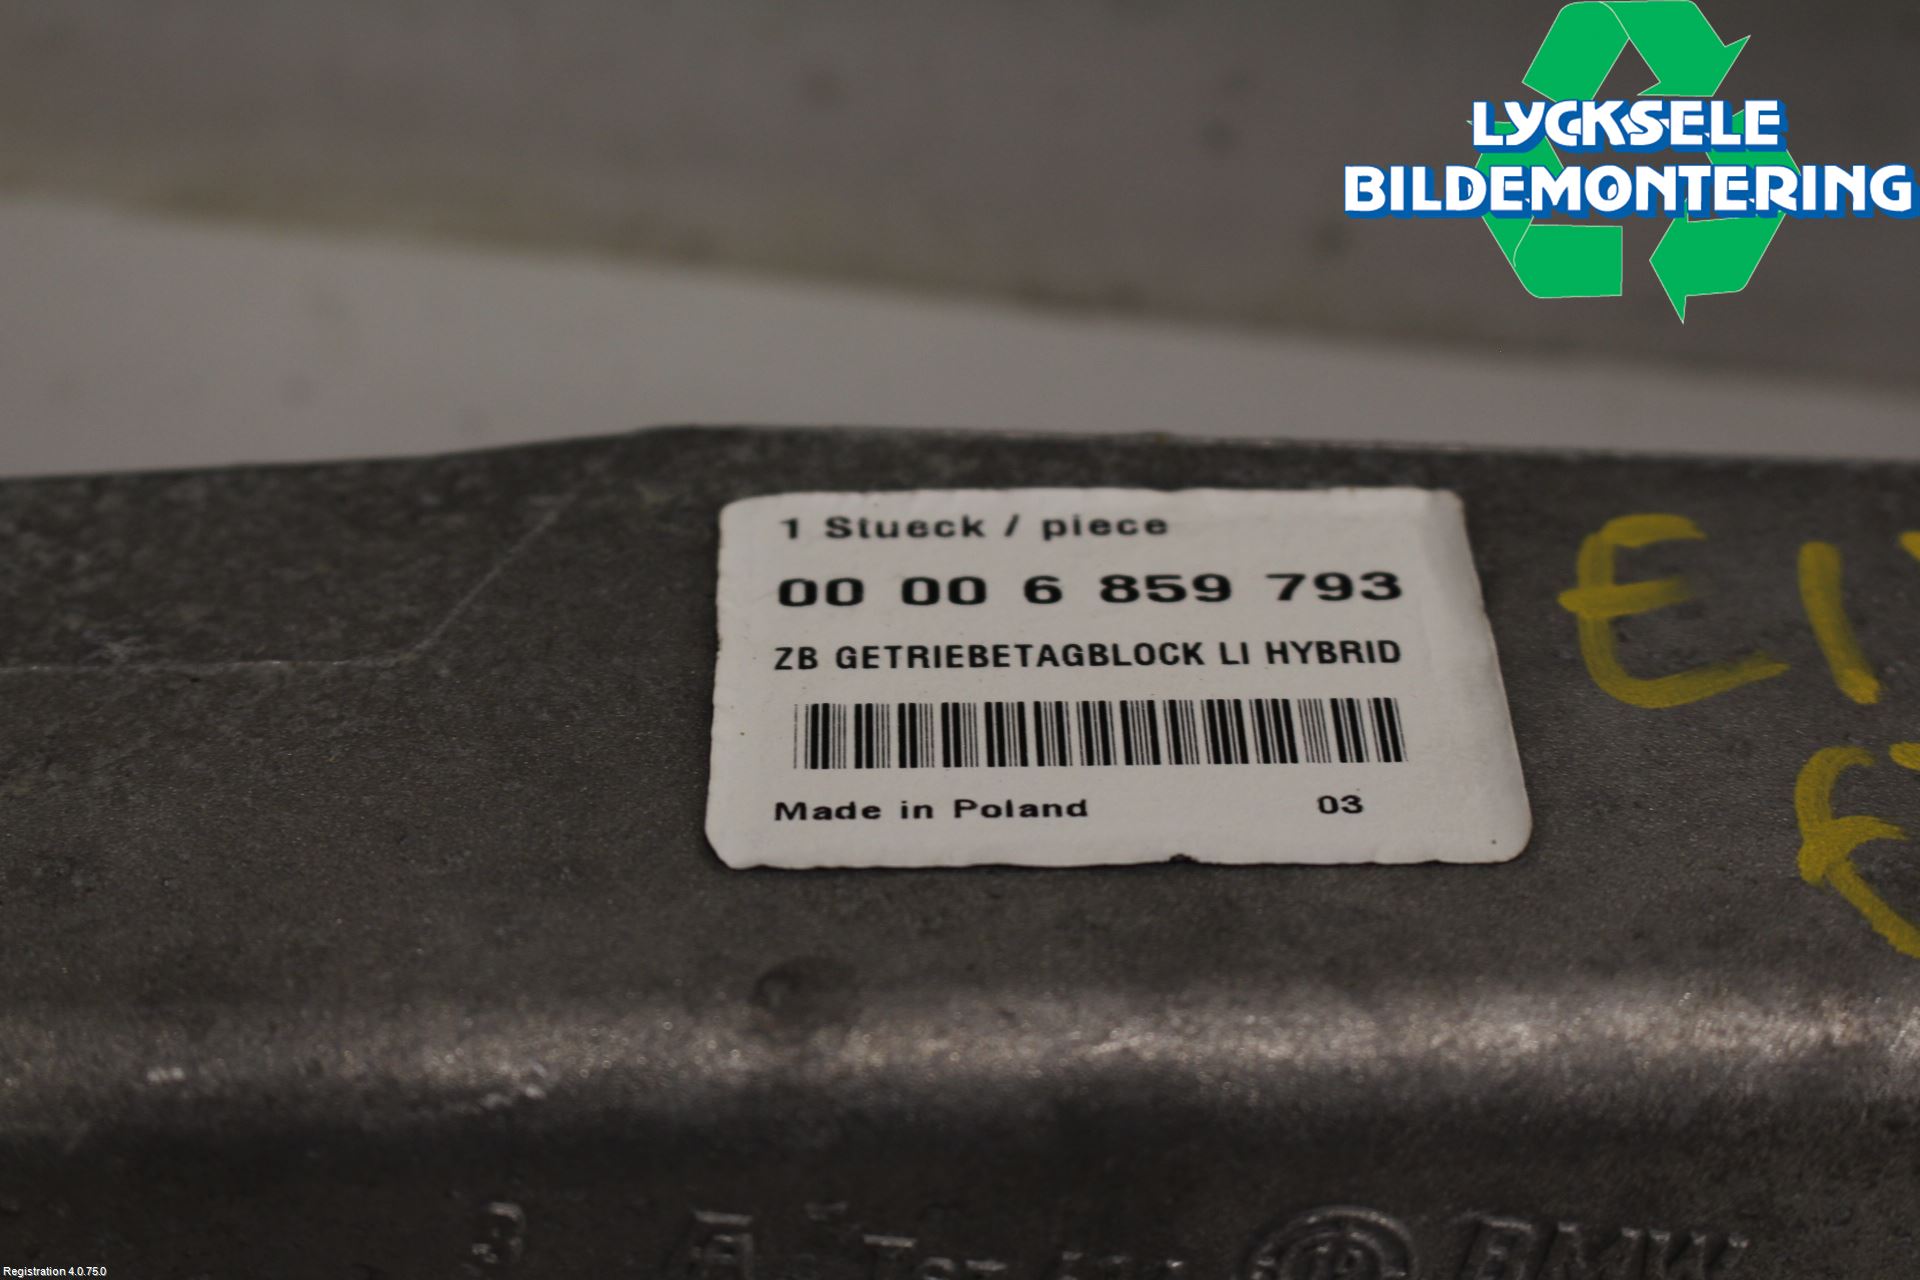 LYCKSELE
BILDEMONTERING
1 Stueck / piece
00 00 6 859 793
ZB GETRIEBETAGBLOCK LI HYBRID
Made in Poland 03
BMW
Registration 4.0.75.0